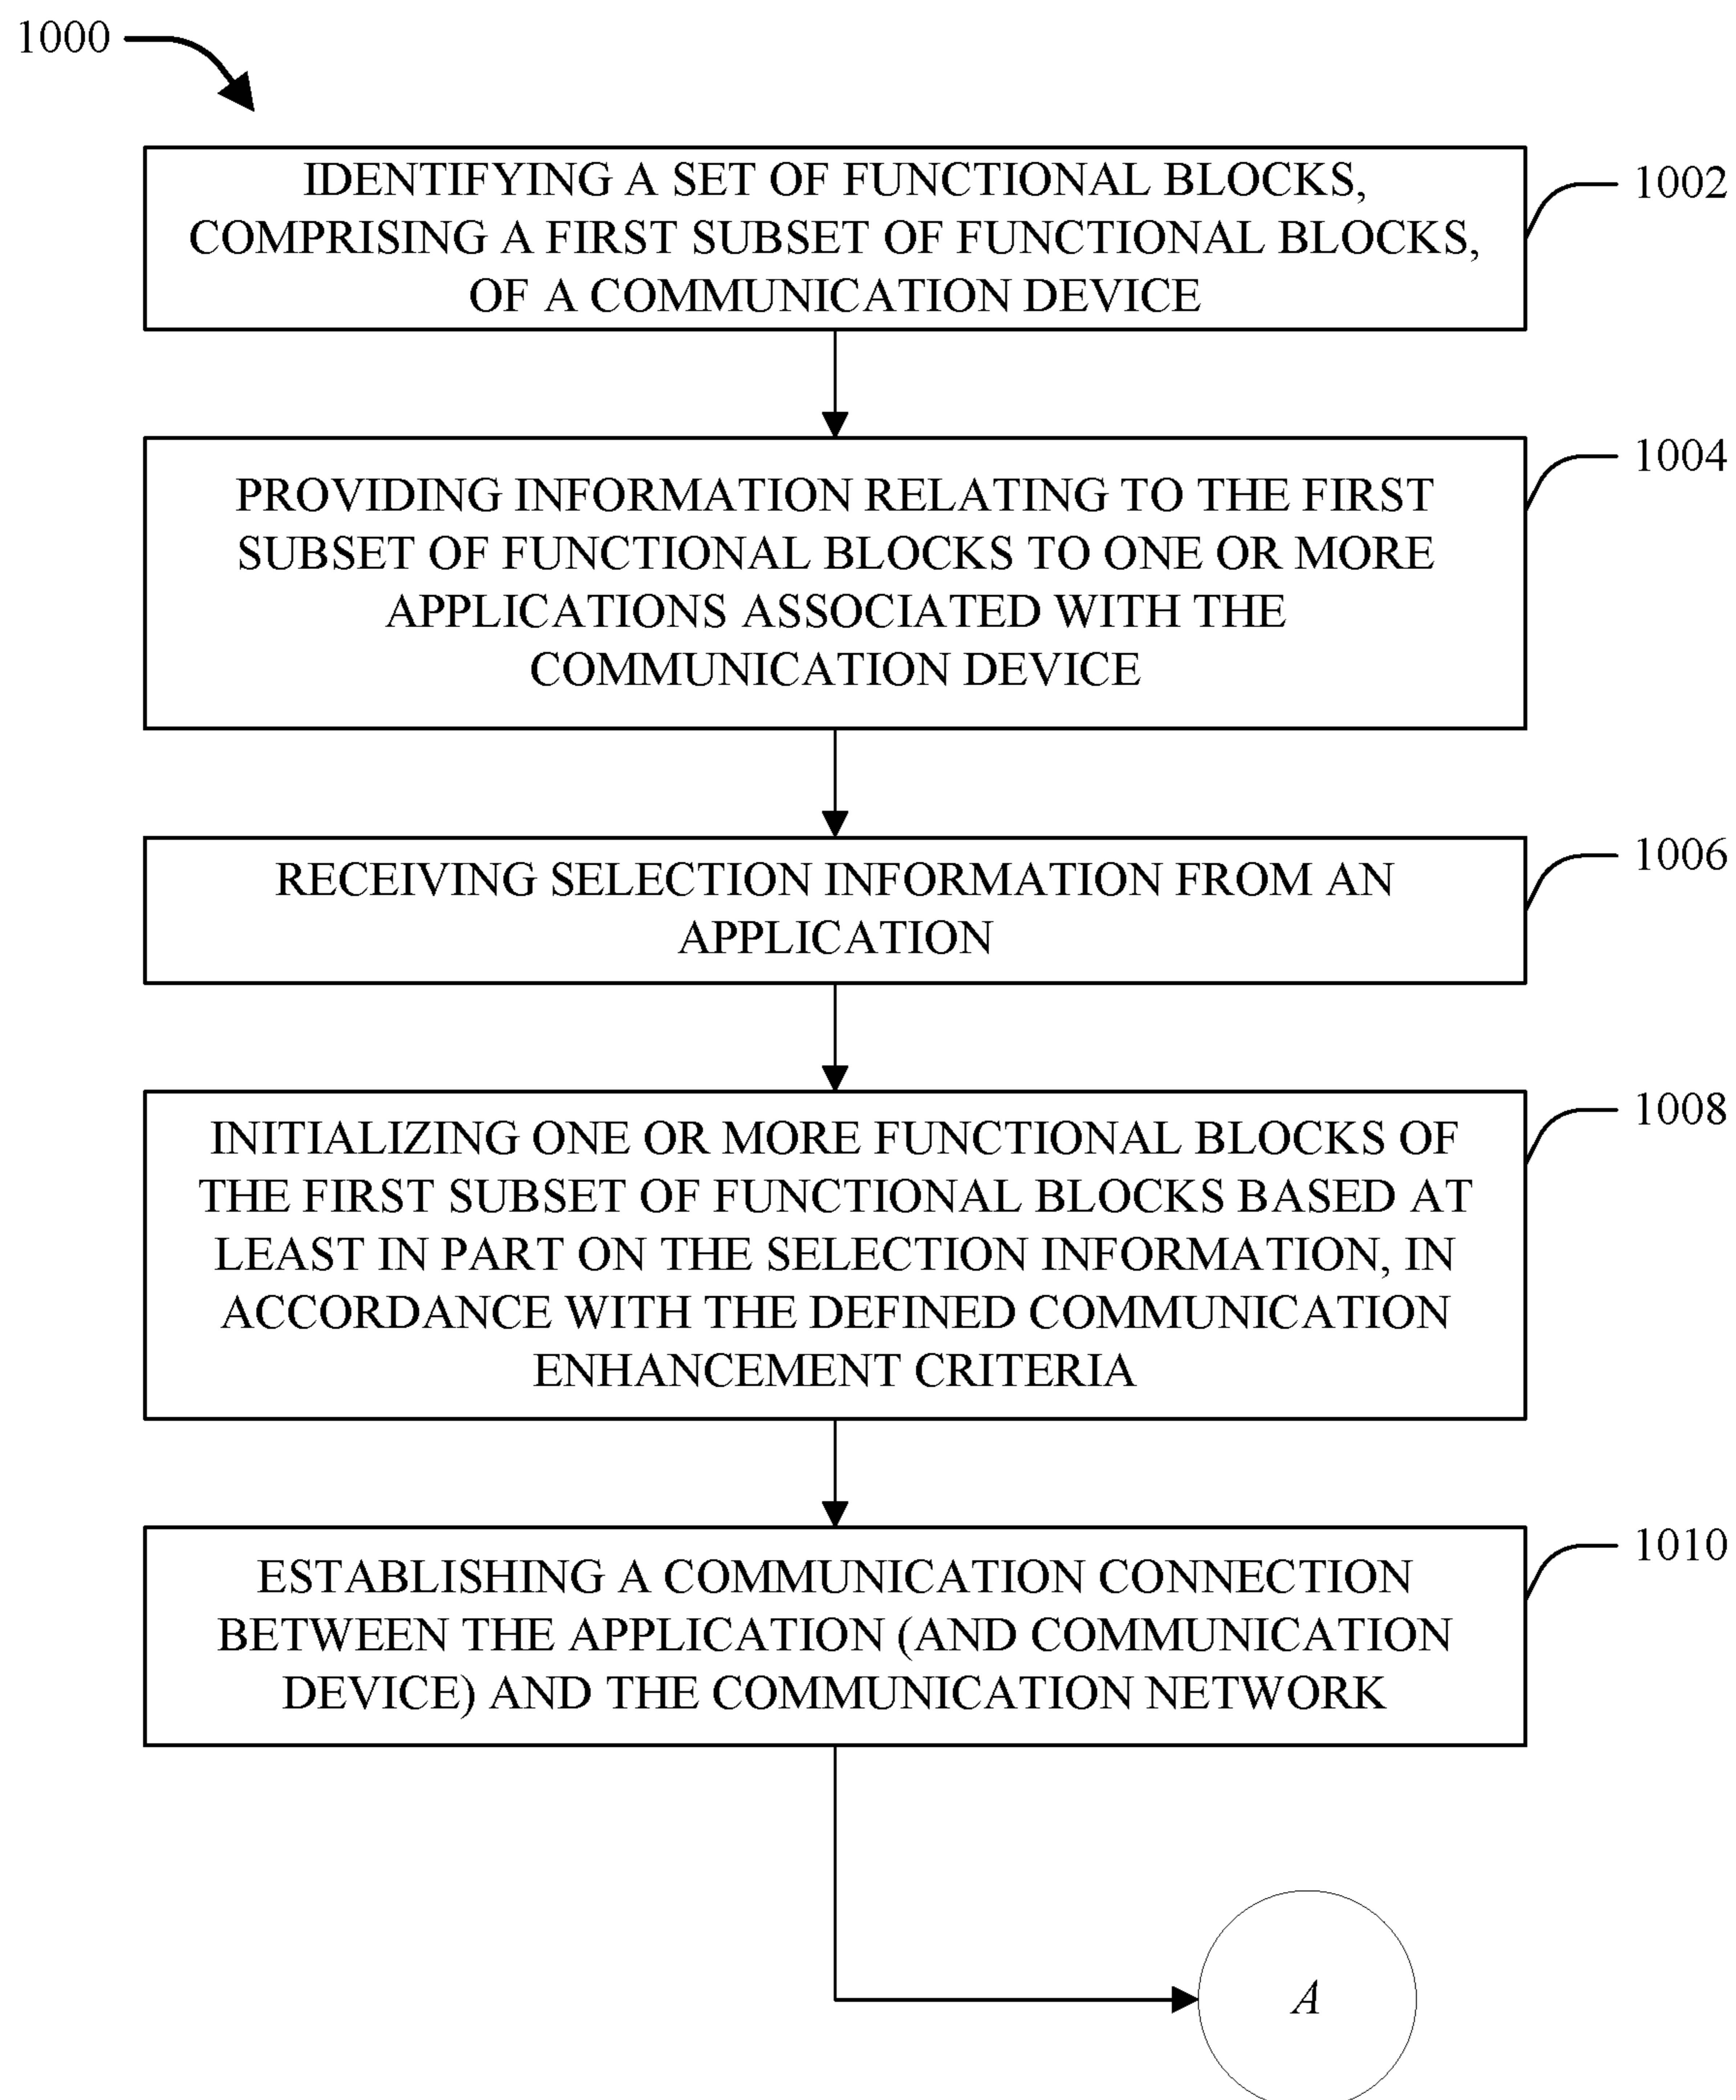 1000
IDENTIFYING A SET OF FUNCTIONAL BLOCKS,
COMPRISING A FIRST SUBSET OF FUNCTIONAL BLOCKS,
OF A COMMUNICATION DEVICE
1002
PROVIDING INFORMATION RELATING TO THE FIRST
SUBSET OF FUNCTIONAL BLOCKS TO ONE OR MORE
APPLICATIONS ASSOCIATED WITH THE
COMMUNICATION DEVICE
1004
RECEIVING SELECTION INFORMATION FROM AN
APPLICATION
1006
INITIALIZING ONE OR MORE FUNCTIONAL BLOCKS OF
THE FIRST SUBSET OF FUNCTIONAL BLOCKS BASED AT
LEAST IN PART ON THE SELECTION INFORMATION, IN
ACCORDANCE WITH THE DEFINED COMMUNICATION
ENHANCEMENT CRITERIA
1008
ESTABLISHING A COMMUNICATION CONNECTION
BETWEEN THE APPLICATION (AND COMMUNICATION
DEVICE) AND THE COMMUNICATION NETWORK
1010
A